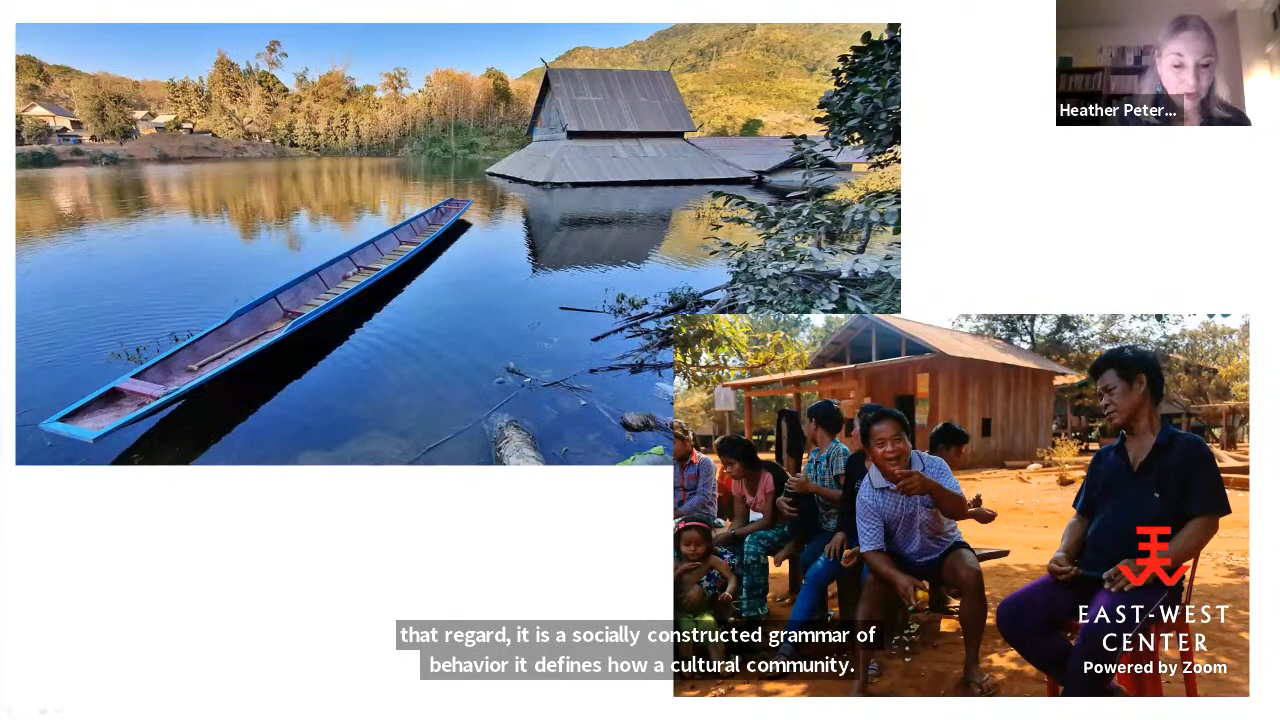 Heather Peter...
that regard, it is a socially constructed grammar of
behavior it defines how a cultural community.
EAST-WEST
CENTER
Powered by Zoom